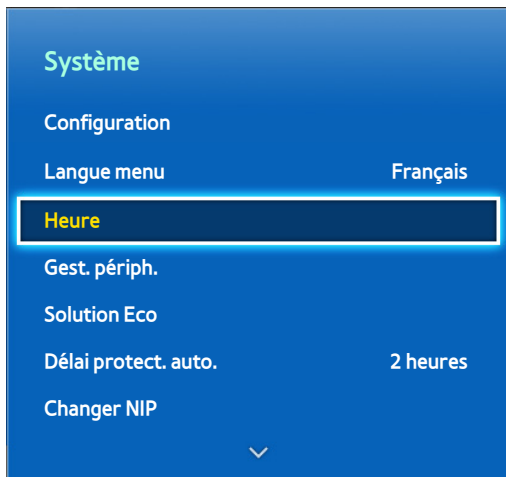 Système
Configuration
Langue menu Français
Heure
Gest. périph.
Solution Eco
Délai protect. auto. 2 heures
Changer NIP